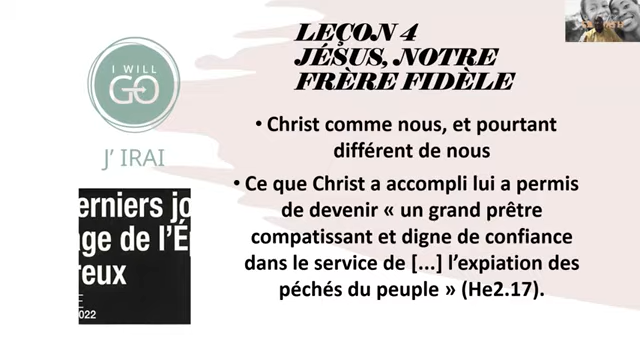 LEÇON 4
JÉSUS, NOTRE
FRÈRE FIDÈLE
I WILL
GO
J' IRAI
• Christ comme nous, et pourtant
différent de nous
• Ce que Christ a accompli lui a permis
de devenir « un grand prêtre
compatissant et digne de confiance
dans le service de [...] l'expiation des
péchés du peuple » (He2.17).
erniers jo
ge de l'É
reux
022